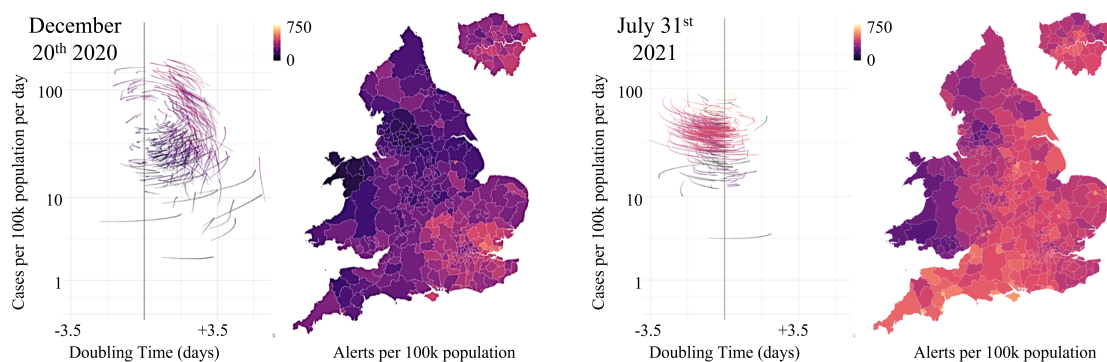 December
20th 2020
750
0
Cases per 100k population per day
100
10
1
-3.5
+3.5
Doubling Time (days)
Alerts per 100k population
July 31st
2021
750
0
Cases per 100k population per day
100
10
1
-3.5
+3.5
Doubling Time (days)
Alerts per 100k population